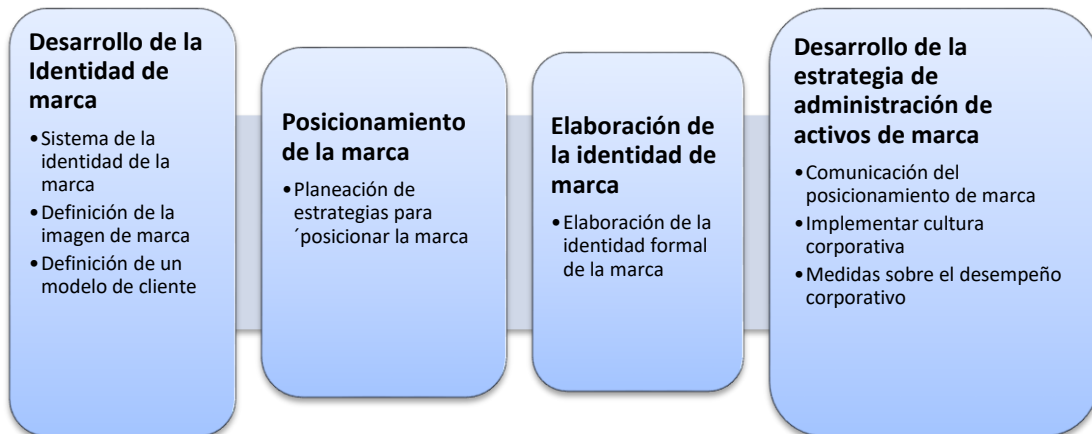 Desarrollo de la
Identidad de
marca
•Sistema de la
identidad de la
marca
•Definición de la
imagen de marca
•Definición de un
modelo de cliente
Posicionamiento
de la marca
•Planeación de
estrategias para
´posicionar la marca
Elaboración de
la identidad de
marca
•Elaboración de la
identidad formal
de la marca
Desarrollo de la
estrategia de
administración de
activos de marca
•Comunicación del
posicionamiento de marca
•Implementar cultura
corporativa
•Medidas sobre el desempeño
corporativo